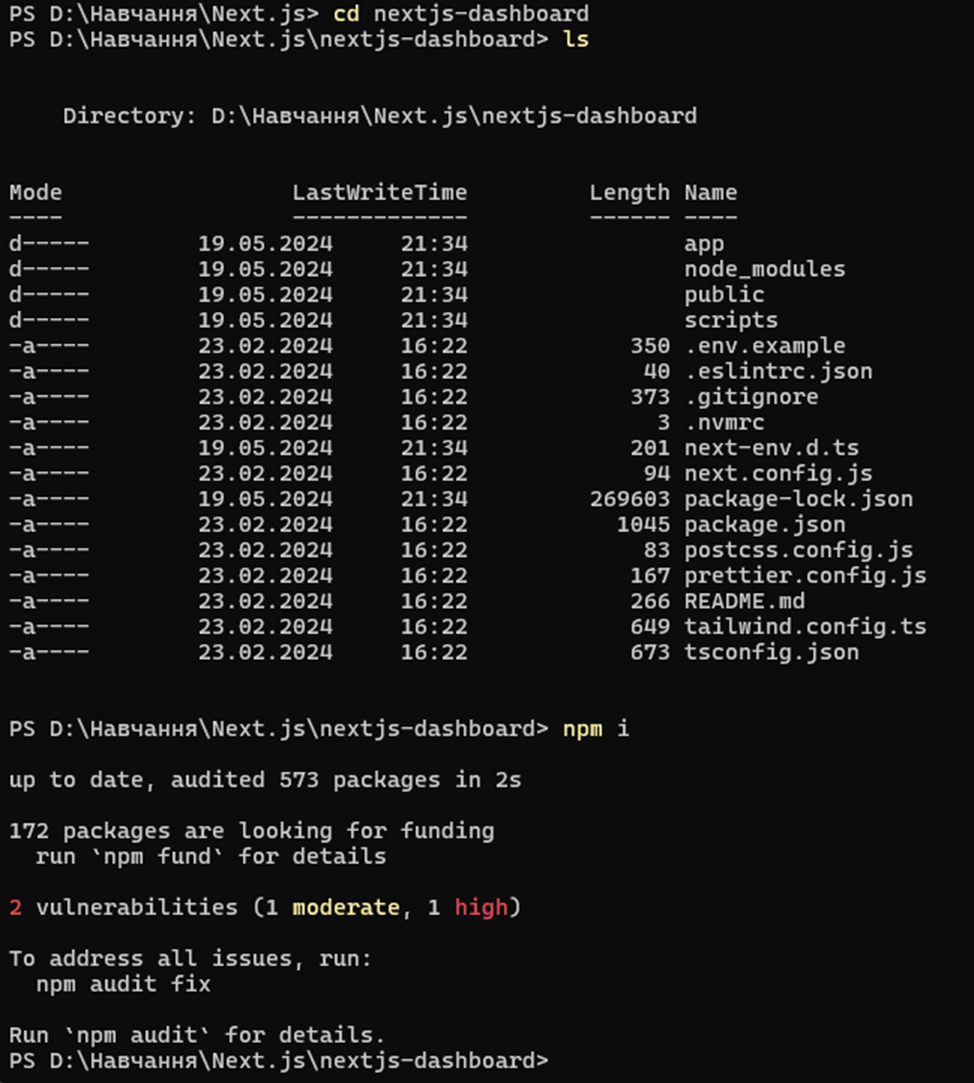 PS D:\Навчання\Next.js> cd nextjs-dashboard
PS D:\Навчання\Next.js\nextjs-dashboard> ls
Directory: D:\Навчання\Next.js\nextjs-dashboard
Mode LastWriteTime Length Name
---- ------------- ------ ----
d----- 19.05.2024 21:34 app
d----- 19.05.2024 21:34 node_modules
d----- 19.05.2024 21:34 public
d----- 19.05.2024 21:34 scripts
-a---- 23.02.2024 16:22 350 .env.example
-a---- 23.02.2024 16:22 40 .eslintrc.json
-a---- 23.02.2024 16:22 373 .gitignore
-a---- 23.02.2024 16:22 3 .nvmrc
-a---- 19.05.2024 21:34 201 next-env.d.ts
-a---- 23.02.2024 16:22 94 next.config.js
-a---- 19.05.2024 21:34 269603 package-lock.json
-a---- 23.02.2024 16:22 1045 package.json
-a---- 23.02.2024 16:22 83 postcss.config.js
-a---- 23.02.2024 16:22 167 prettier.config.js
-a---- 23.02.2024 16:22 266 README.md
-a---- 23.02.2024 16:22 649 tailwind.config.ts
-a---- 23.02.2024 16:22 673 tsconfig.json
PS D:\Навчання\Next.js\nextjs-dashboard> npm i
up to date, audited 573 packages in 2s
172 packages are looking for funding
run `npm fund` for details
2 vulnerabilities (1 moderate, 1 high)
To address all issues, run:
npm audit fix
Run `npm audit` for details.
PS D:\Навчання\Next.js\nextjs-dashboard>